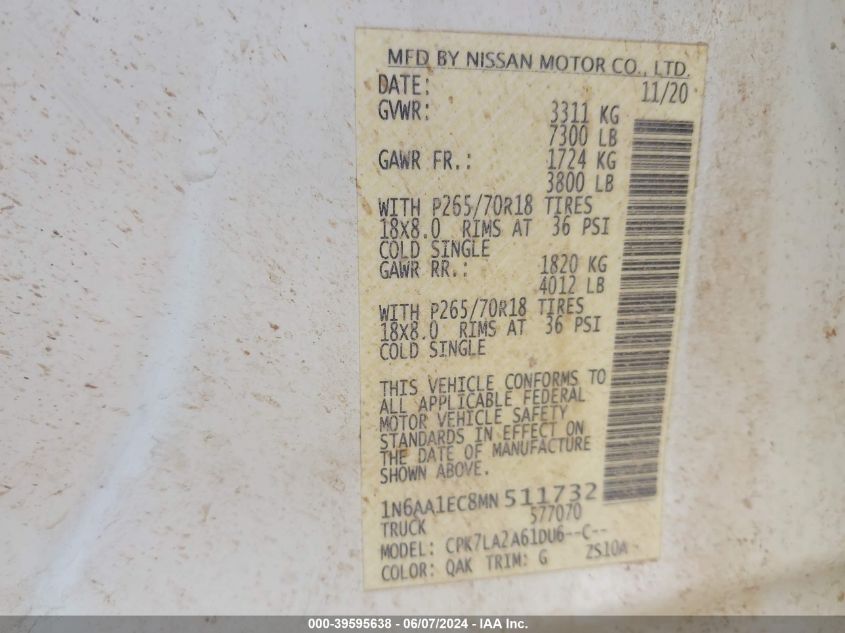 MFD BY NISSAN MOTOR CO., LTD.
DATE: 11/20
GVWR: 3311 KG
7300 LB
GAWR FR.: 1724 KG
3800 LB
WITH P265/70R18 TIRES
18X8.0 RIMS AT 36 PSI
COLD SINGLE
GAWR RR.: 1820 KG
4012 LB
WITH P265/70R18 TIRES
18X8.0 RIMS AT 36 PSI
COLD SINGLE
THIS VEHICLE CONFORMS TO
ALL APPLICABLE FEDERAL
MOTOR VEHICLE SAFETY
STANDARDS IN EFFECT ON
THE DATE OF MANUFACTURE
SHOWN ABOVE.
1N6AA1EC8MN511732
TRUCK 577070
MODEL: CPK7LA2A61DU6--C--
COLOR: QAK TRIM: G ZS10A
000-39595638 - 06/07/2024 - IAA Inc.